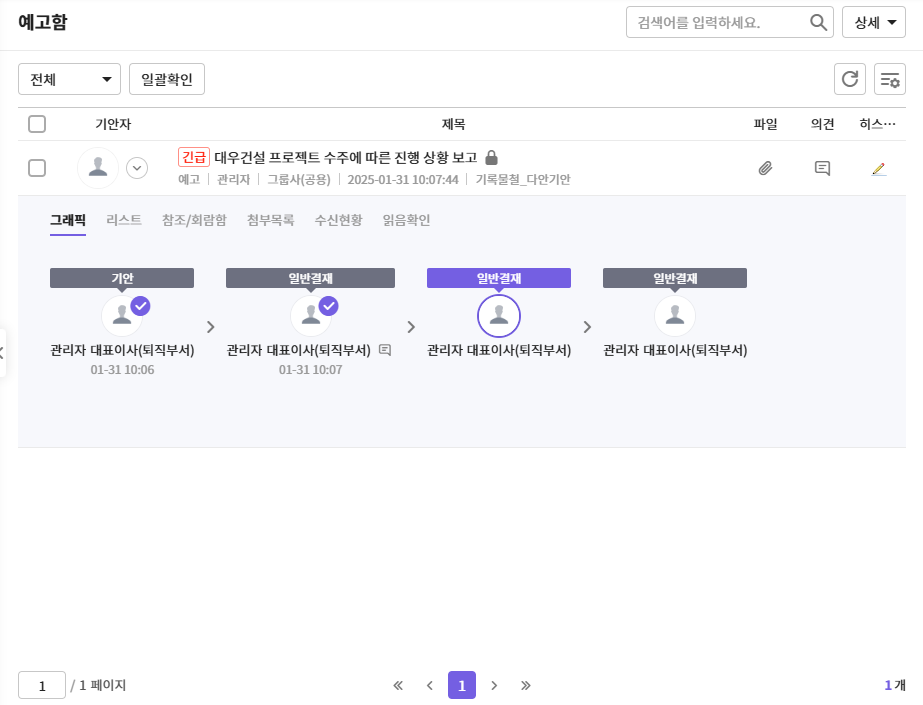 예고함
검색어를 입력하세요.
상세
전체
일괄확인
기안자 제목 파일 의견 히스···
긴급 대우건설 프로젝트 수주에 따른 진행 상황 보고
예고 관리자 그룹사(공용) 2025-01-31 10:07:44 기록물철_다안기안
그래픽 리스트 참조/회람함 첨부목록 수신현황 읽음확인
기안 일반결재 일반결재 일반결재
관리자 대표이사(퇴직부서) 관리자 대표이사(퇴직부서) 관리자 대표이사(퇴직부서) 관리자 대표이사(퇴직부서)
01-31 10:06 01-31 10:07
1 / 1 페이지 1 1 개